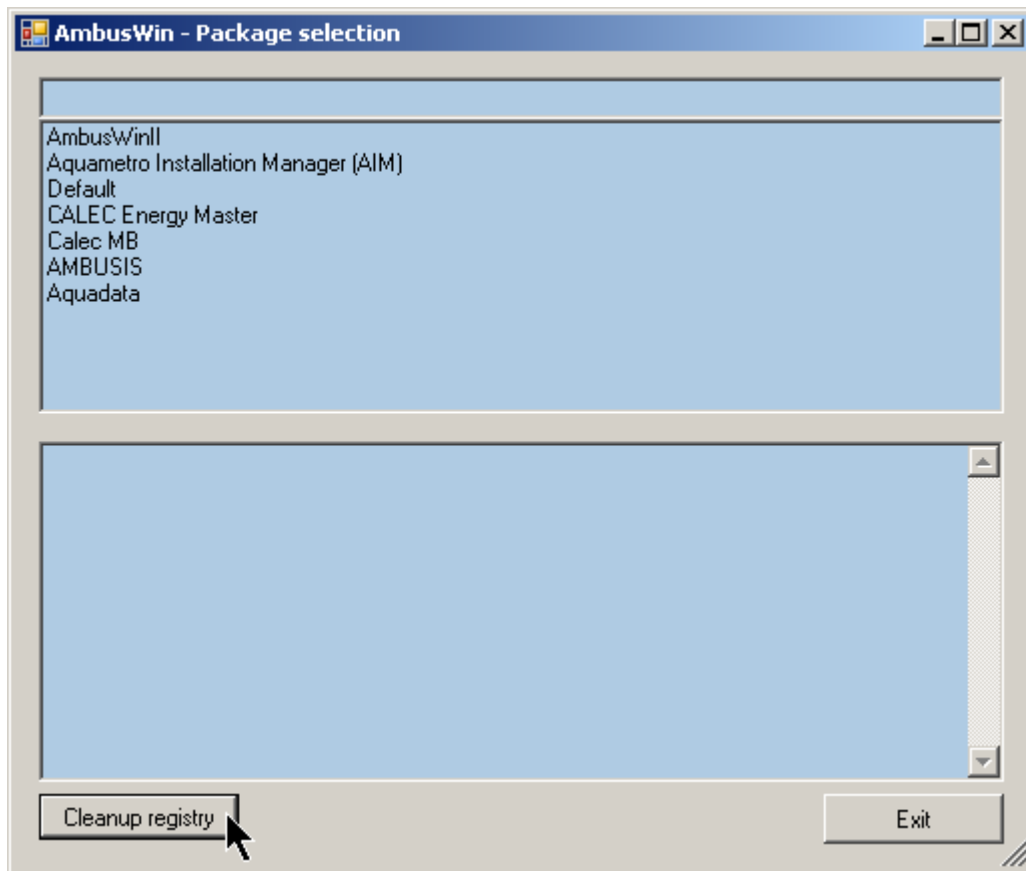 AmbusWin - Package selection
AmbusWinII
Aquametro Installation Manager (AIM)
Default
CALEC Energy Master
Calec MB
AMBUSIS
Aquadata
Cleanup registry
Exit